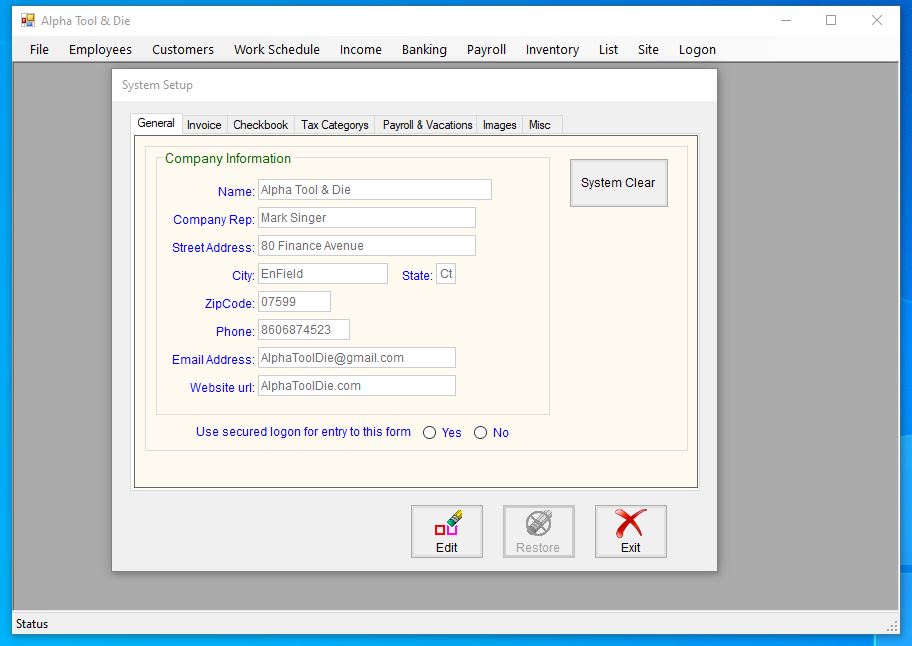 Alpha Tool & Die
File Employees Customers Work Schedule Income Banking Payroll Inventory List Site Logon
System Setup
General Invoice Checkbook Tax Categorys Payroll & Vacations Images Misc
Company Information
System Clear
Name: Alpha Tool & Die
Company Rep: Mark Singer
Street Address: 80 Finance Avenue
City: EnField State: Ct
ZipCode: 07599
Phone: 8606874523
Email Address: AlphaToolDie@gmail.com
Website url: AlphaToolDie.com
Use secured logon for entry to this form Yes No
Edit Restore Exit
Status